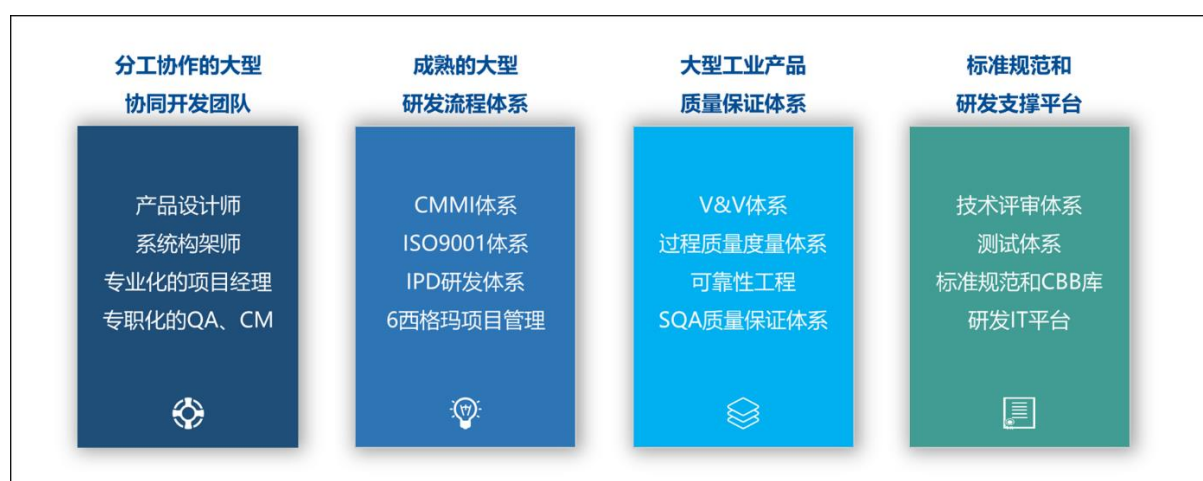 分工协作的大型
协同开发团队
产品设计师
系统构架师
专业化的项目经理
专职化的QA、CM
成熟的大型
研发流程体系
CMMI体系
ISO9001体系
IPD研发体系
6西格玛项目管理
大型工业产品
质量保证体系
V&V体系
过程质量度量体系
可靠性工程
SQA质量保证体系
标准规范和
研发支撑平台
技术评审体系
测试体系
标准规范和CBB库
研发IT平台